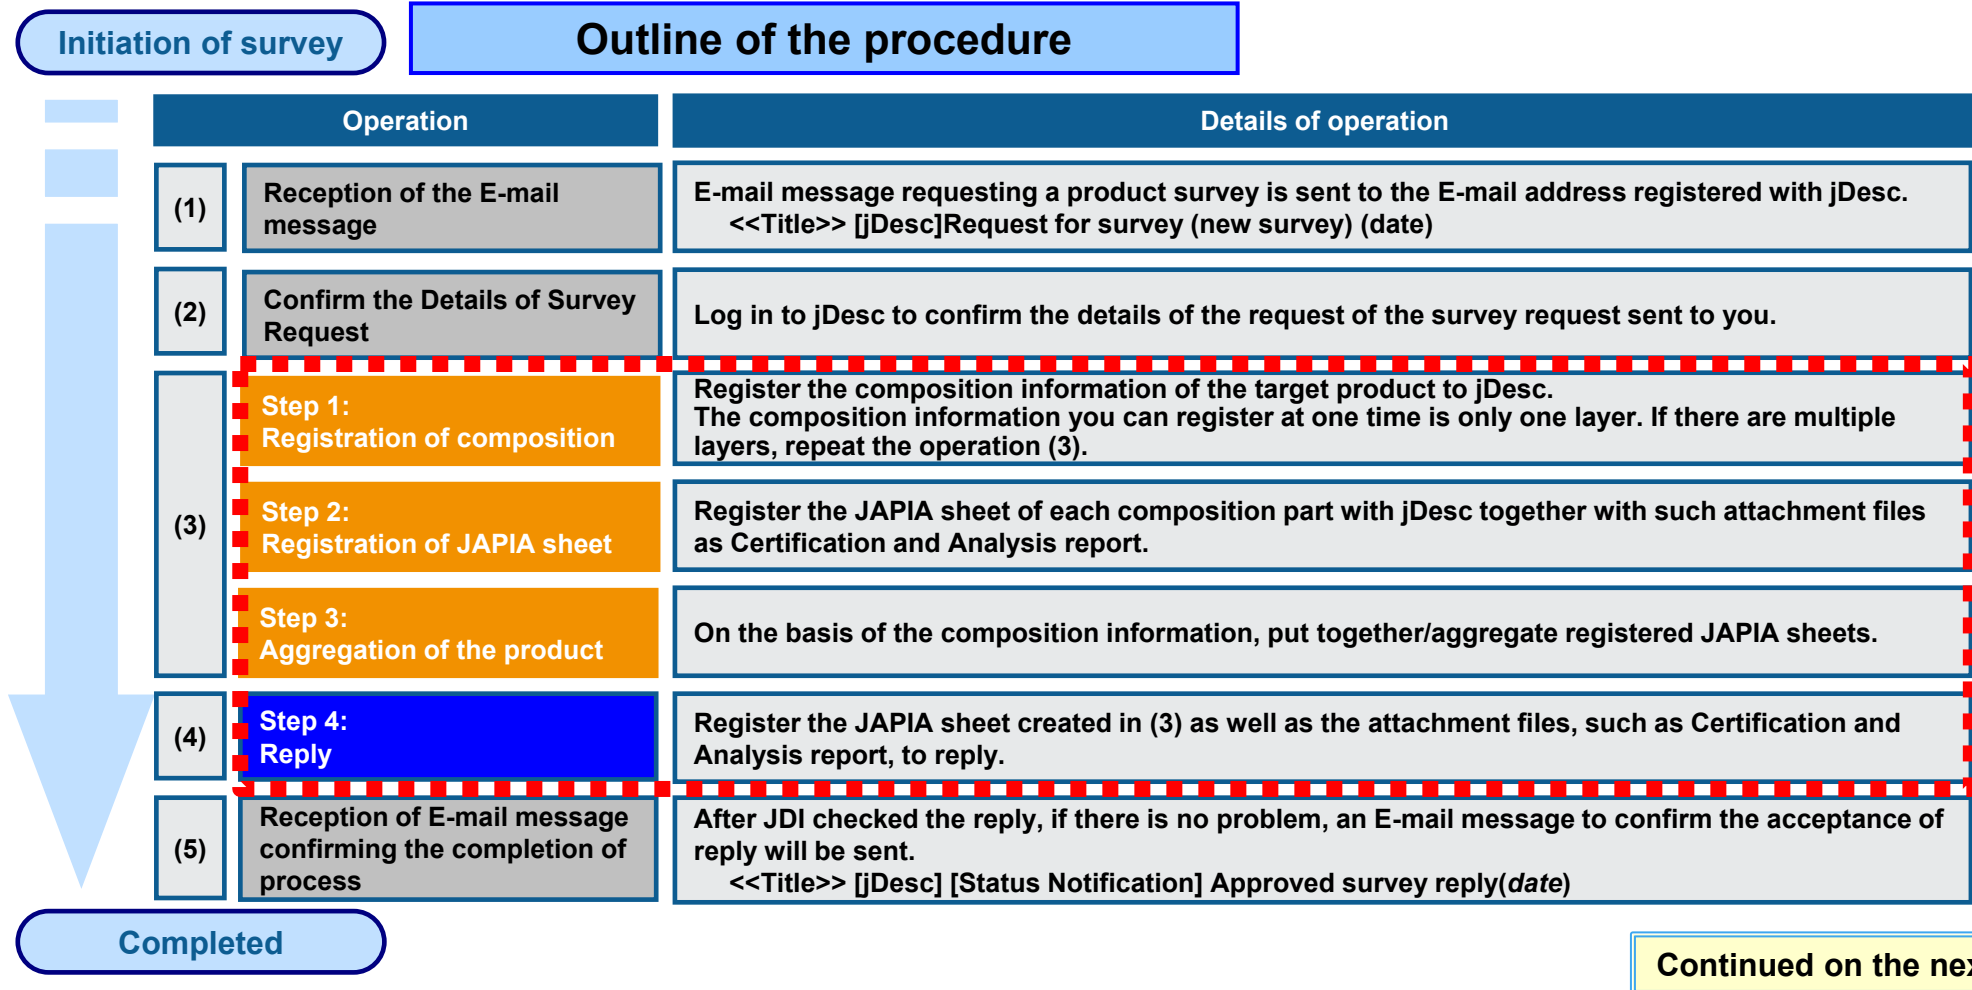 Initiation of survey
Outline of the procedure
Operation
Details of operation
(1)
Reception of the E-mail
message
E-mail message requesting a product survey is sent to the E-mail address registered with jDesc.
<<Title>> [jDesc]Request for survey (new survey) (date)
(2)
Confirm the Details of Survey
Request
Log in to jDesc to confirm the details of the request of the survey request sent to you.
(3)
Step 1:
Registration of composition
Register the composition information of the target product to jDesc.
The composition information you can register at one time is only one layer. If there are multiple
layers, repeat the operation (3).
Step 2:
Registration of JAPIA sheet
Register the JAPIA sheet of each composition part with jDesc together with such attachment files
as Certification and Analysis report.
Step 3:
Aggregation of the product
On the basis of the composition information, put together/aggregate registered JAPIA sheets.
(4)
Step 4:
Reply
Register the JAPIA sheet created in (3) as well as the attachment files, such as Certification and
Analysis report, to reply.
(5)
Reception of E-mail message
confirming the completion of
process
After JDI checked the reply, if there is no problem, an E-mail message to confirm the acceptance of
reply will be sent.
<<Title>> [jDesc] [Status Notification] Approved survey reply(date)
Completed
Continued on the